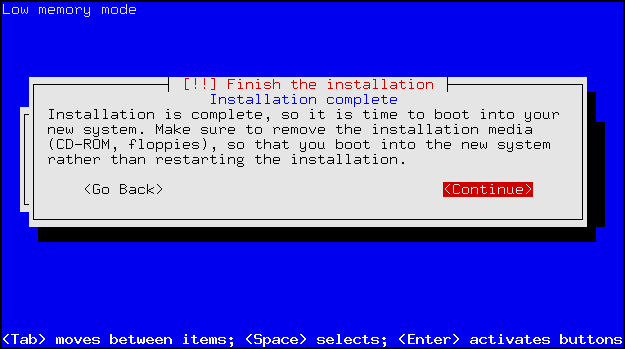 Low memory mode
[!!] Finish the installation
Installation complete
Installation is complete, so it is time to boot into your
new system. Make sure to remove the installation media
(CD-ROM, floppies), so that you boot into the new system
rather than restarting the installation.
<Go Back> <Continue>
<Tab> moves between items; <Space> selects; <Enter> activates buttons